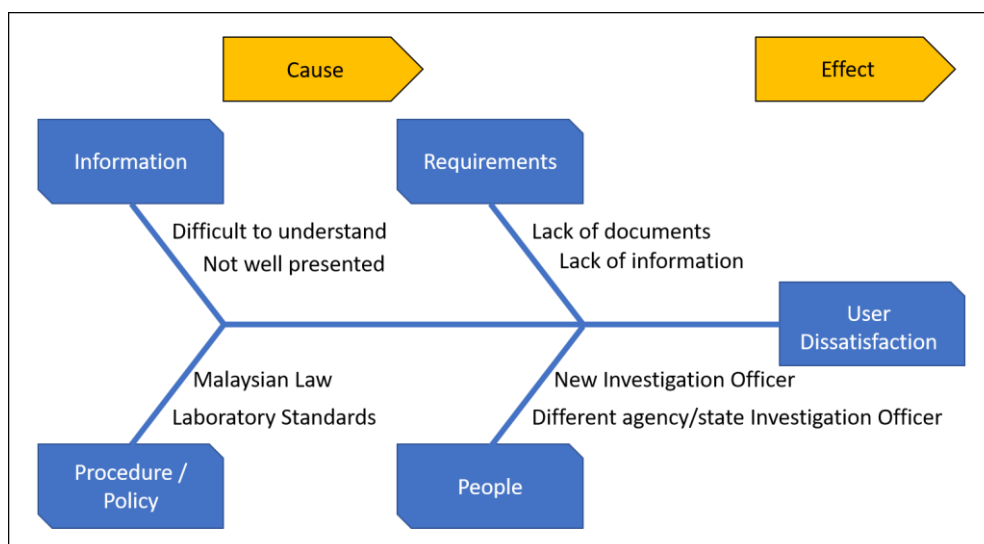 Cause
Effect
Information
Requirements
Difficult to understand
Not well presented
Lack of documents
Lack of information
User
Dissatisfaction
Malaysian Law
Laboratory Standards
New Investigation Officer
Different agency/state Investigation Officer
Procedure /
Policy
People